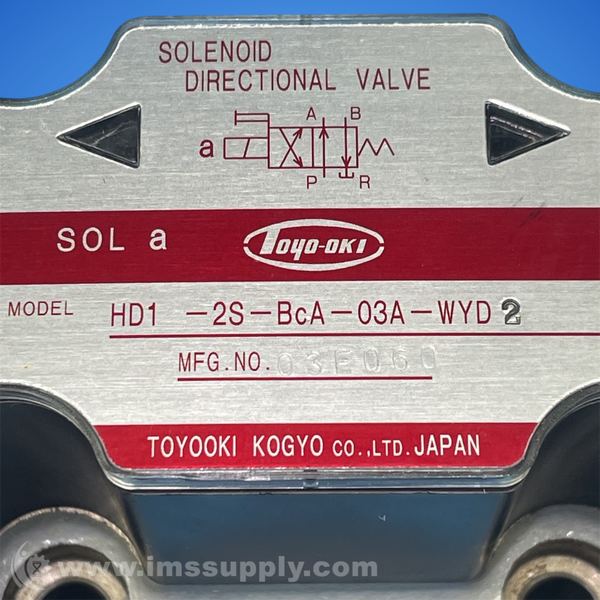 SOLENOID
DIRECTIONAL VALVE
A B
a
P R
SOL a
TOYO-OKI
MODEL HD1 -2S-BcA-03A-WYD2
MFG.NO. 03E060
TOYOOKI KOGYO CO.,LTD. JAPAN
www.imssupply.com